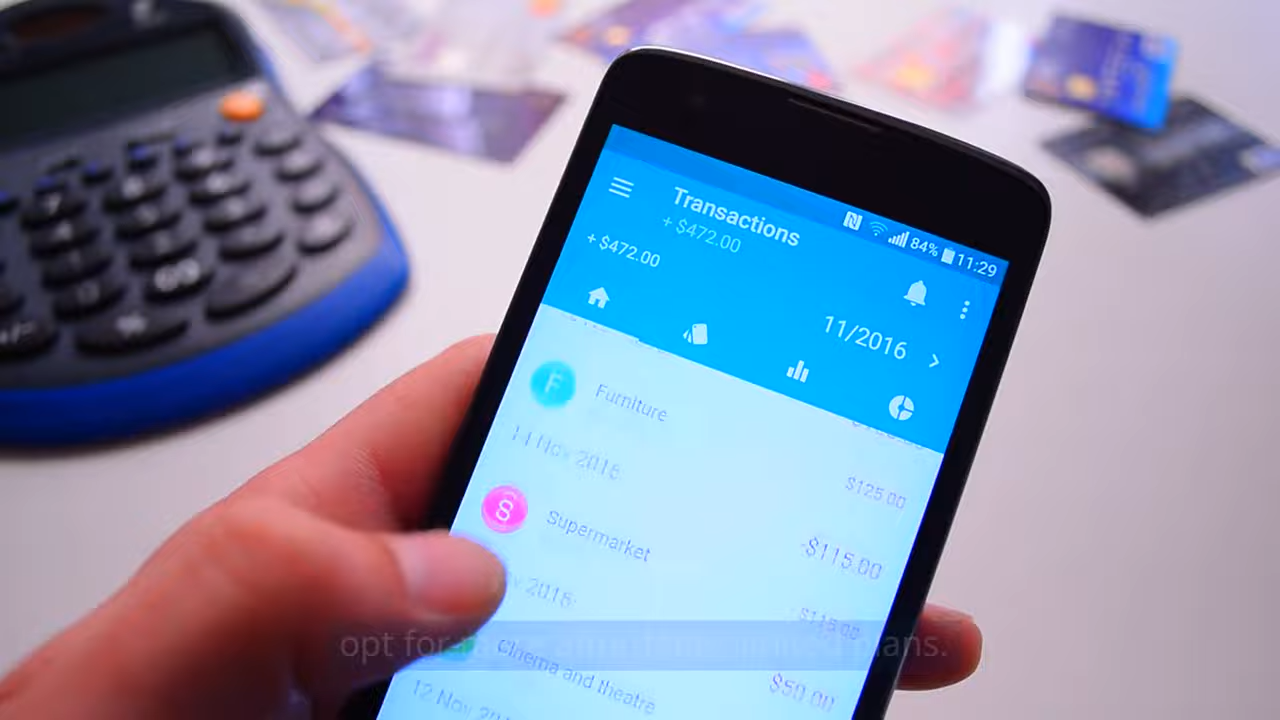 84% 11:29
Transactions
+ $472.00
+ $472.00
11/2016
F Furniture
Nov 2016
$125.00
S Supermarket
-$115.00
2016
-$115.00
Cinema and theatre
$50.00
12 Nov
opt for plans.